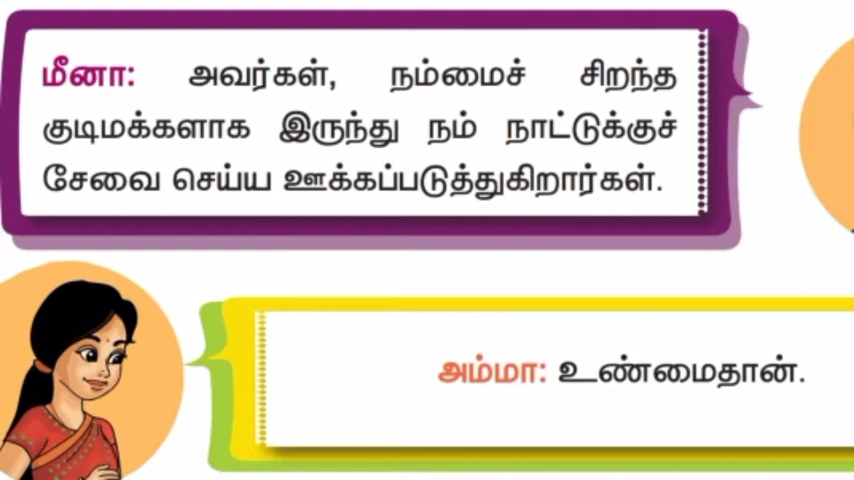 மீனா: அவர்கள், நம்மைச் சிறந்த
குடிமக்களாக இருந்து நம் நாட்டுக்குச்
சேவை செய்ய ஊக்கப்படுத்துகிறார்கள்.
அம்மா: உண்மைதான்.